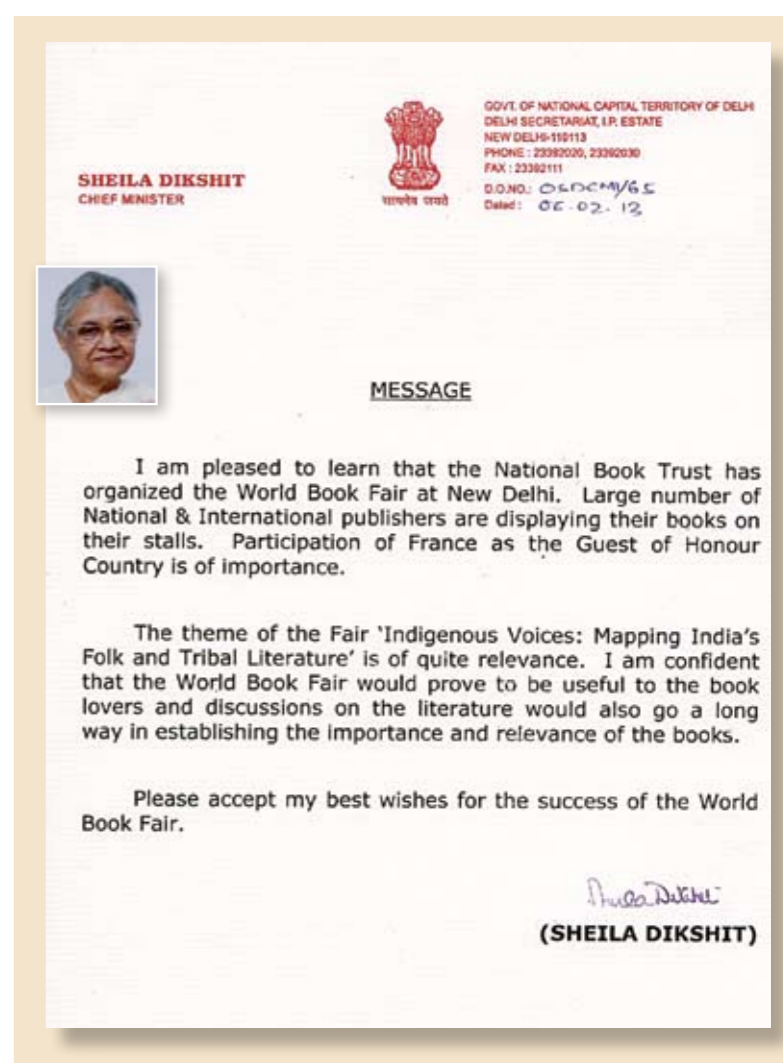 SHEILA DIKSHIT
CHIEF MINISTER
सत्यमेव जयते
GOVT. OF NATIONAL CAPITAL TERRITORY OF DELHI
DELHI SECRETARIAT, I.P. ESTATE
NEW DELHI-110113
PHONE : 23392020, 23392030
FAX : 23392111
D.O.NO.:
Dated :
MESSAGE
I am pleased to learn that the National Book Trust has
organized the World Book Fair at New Delhi. Large number of
National & International publishers are displaying their books on
their stalls. Participation of France as the Guest of Honour
Country is of importance.
The theme of the Fair ‘Indigenous Voices: Mapping India’s
Folk and Tribal Literature’ is of quite relevance. I am confident
that the World Book Fair would prove to be useful to the book
lovers and discussions on the literature would also go a long
way in establishing the importance and relevance of the books.
Please accept my best wishes for the success of the World
Book Fair.
Sheila Dikshit
(SHEILA DIKSHIT)